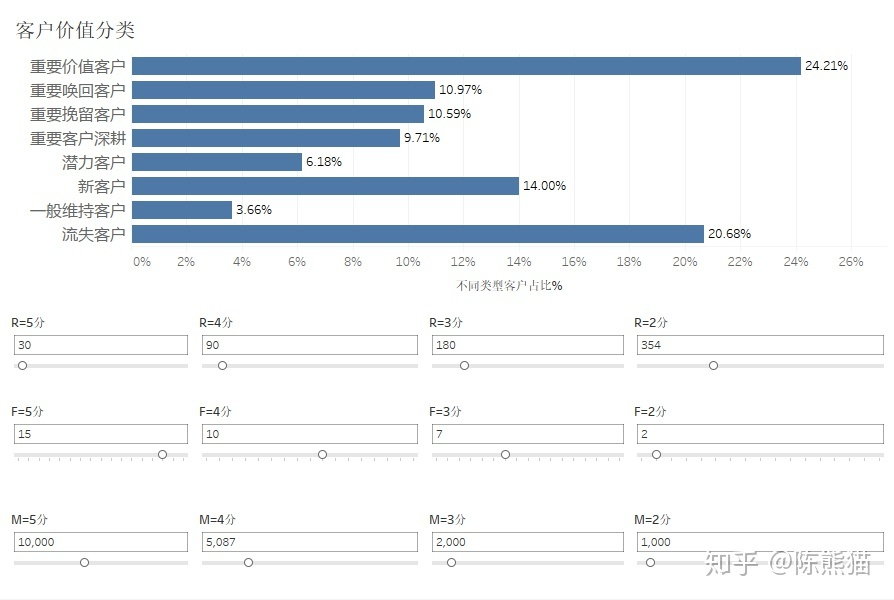 客户价值分类
重要价值客户 24.21%
重要唤回客户 10.97%
重要挽留客户 10.59%
重要客户深耕 9.71%
潜力客户 6.18%
新客户 14.00%
一般维持客户 3.66%
流失客户 20.68%
0% 2% 4% 6% 8% 10% 12% 14% 16% 18% 20% 22% 24% 26%
不同类型客户占比%
R=5分 R=4分 R=3分 R=2分
30 90 180 354
F=5分 F=4分 F=3分 F=2分
15 10 7 2
M=5分 M=4分 M=3分 M=2分
10,000 5,087 2,000 1,000
知乎 @陈熊猫